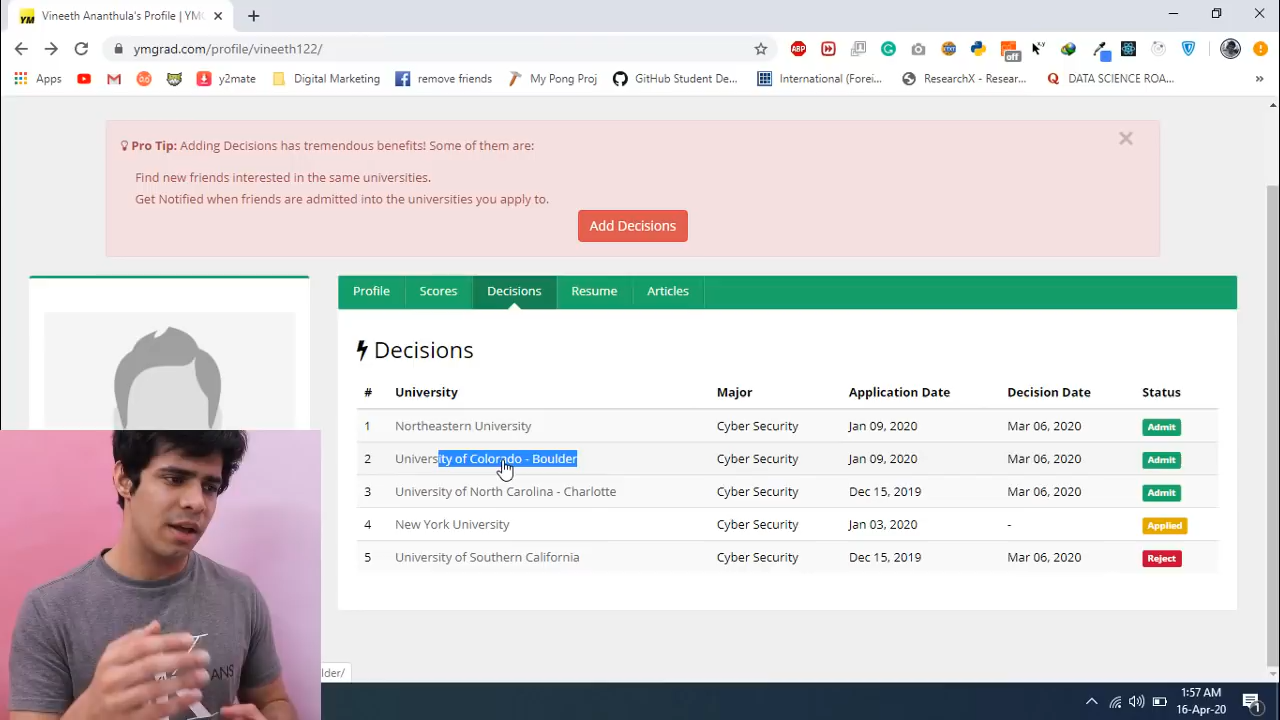 YM Vineeth Ananthula's Profile | YMG
ymgrad.com/profile/vineeth122/
ABP
off
Apps
y2mate
Digital Marketing
remove friends
My Pong Proj
GitHub Student De...
International (Forei...
ResearchX - Resear...
DATA SCIENCE ROA...
Pro Tip: Adding Decisions has tremendous benefits! Some of them are:
Find new friends interested in the same universities.
Get Notified when friends are admitted into the universities you apply to.
Add Decisions
Profile Scores Decisions Resume Articles
Decisions
# University Major Application Date Decision Date Status
1 Northeastern University Cyber Security Jan 09, 2020 Mar 06, 2020 Admit
2 University of Colorado - Boulder Cyber Security Jan 09, 2020 Mar 06, 2020 Admit
3 University of North Carolina - Charlotte Cyber Security Dec 15, 2019 Mar 06, 2020 Admit
4 New York University Cyber Security Jan 03, 2020 - Applied
5 University of Southern California Cyber Security Dec 15, 2019 Mar 06, 2020 Reject
lder/
1:57 AM
16-Apr-20
1